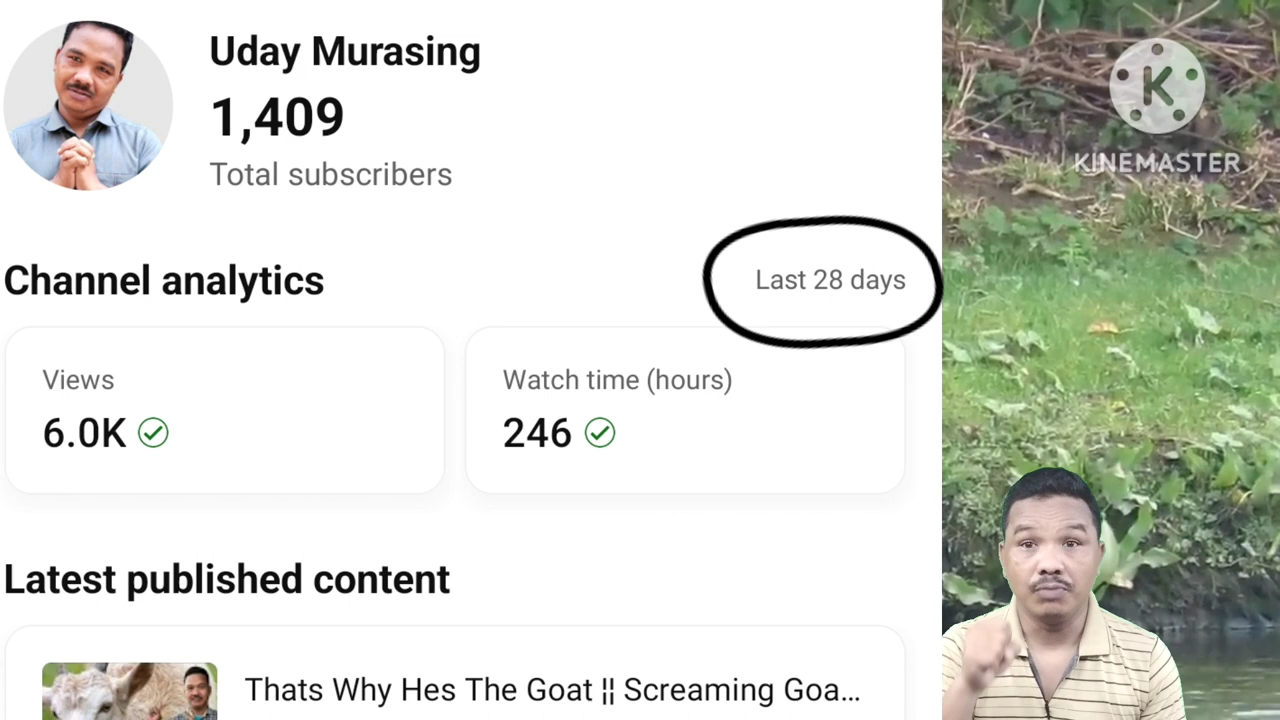 Uday Murasing
1,409
Total subscribers
Channel analytics
Last 28 days
Views
Watch time (hours)
6.0K
246
Latest published content
Thats Why Hes The Goat ¦¦ Screaming Goa...
K
KINEMASTER